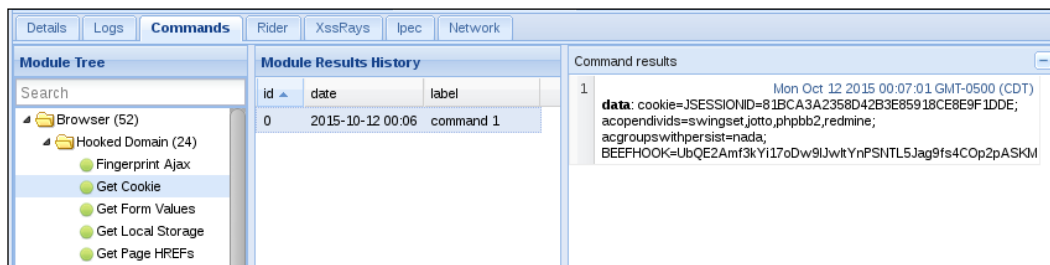 Details Logs Commands Rider XssRays Ipec Network
Module Tree
Search
Browser (52)
Hooked Domain (24)
Fingerprint Ajax
Get Cookie
Get Form Values
Get Local Storage
Get Page HREFs
Module Results History
id date label
0 2015-10-12 00:06 command 1
Command results
1 Mon Oct 12 2015 00:07:01 GMT-0500 (CDT)
data: cookie=JSESSIONID=81BCA3A2358D42B3E85918CE8E9F1DDE;
acopendivids=swingset,jotto,phpbb2,redmine;
acgroupswithpersist=nada;
BEEFHOOK=UbQE2Amf3kYi17oDw9IJwltYnPSNTL5Jag9fs4COp2pASKM